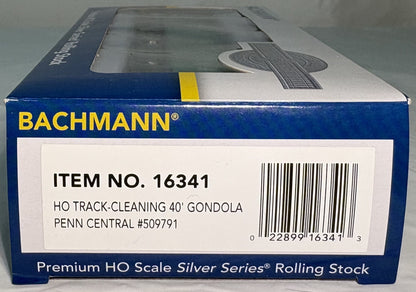 BACHMANN®
ITEM NO. 16341
HO TRACK-CLEANING 40' GONDOLA
PENN CENTRAL #509791
0 22899 16341 3
Premium HO Scale Silver Series® Rolling Stock